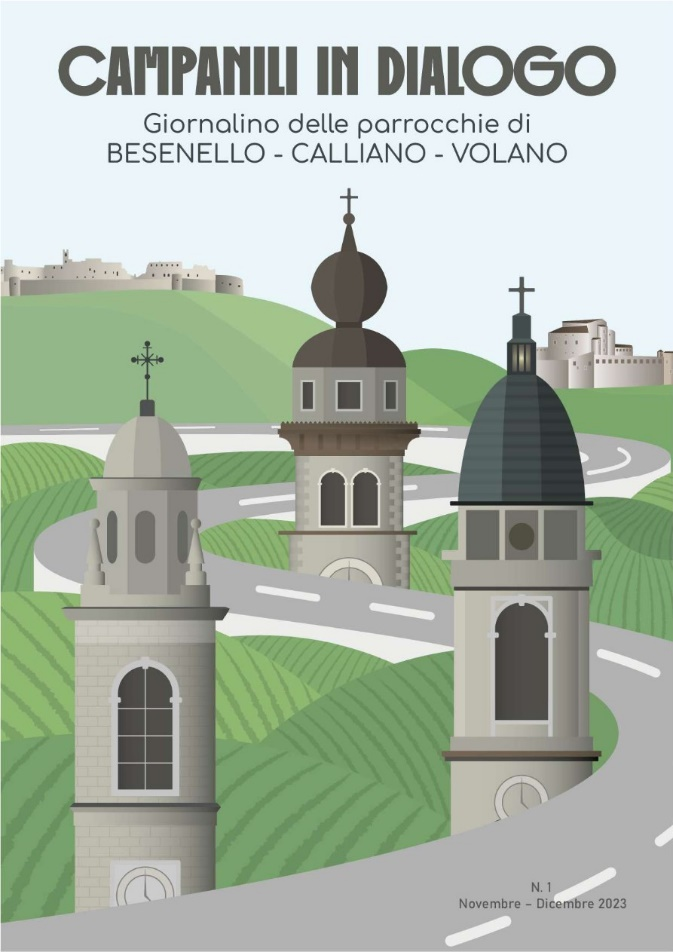 CAMPANILI IN DIALOGO
Giornalino delle parrocchie di
BESENELLO - CALLIANO - VOLANO
N. 1
Novembre – Dicembre 2023